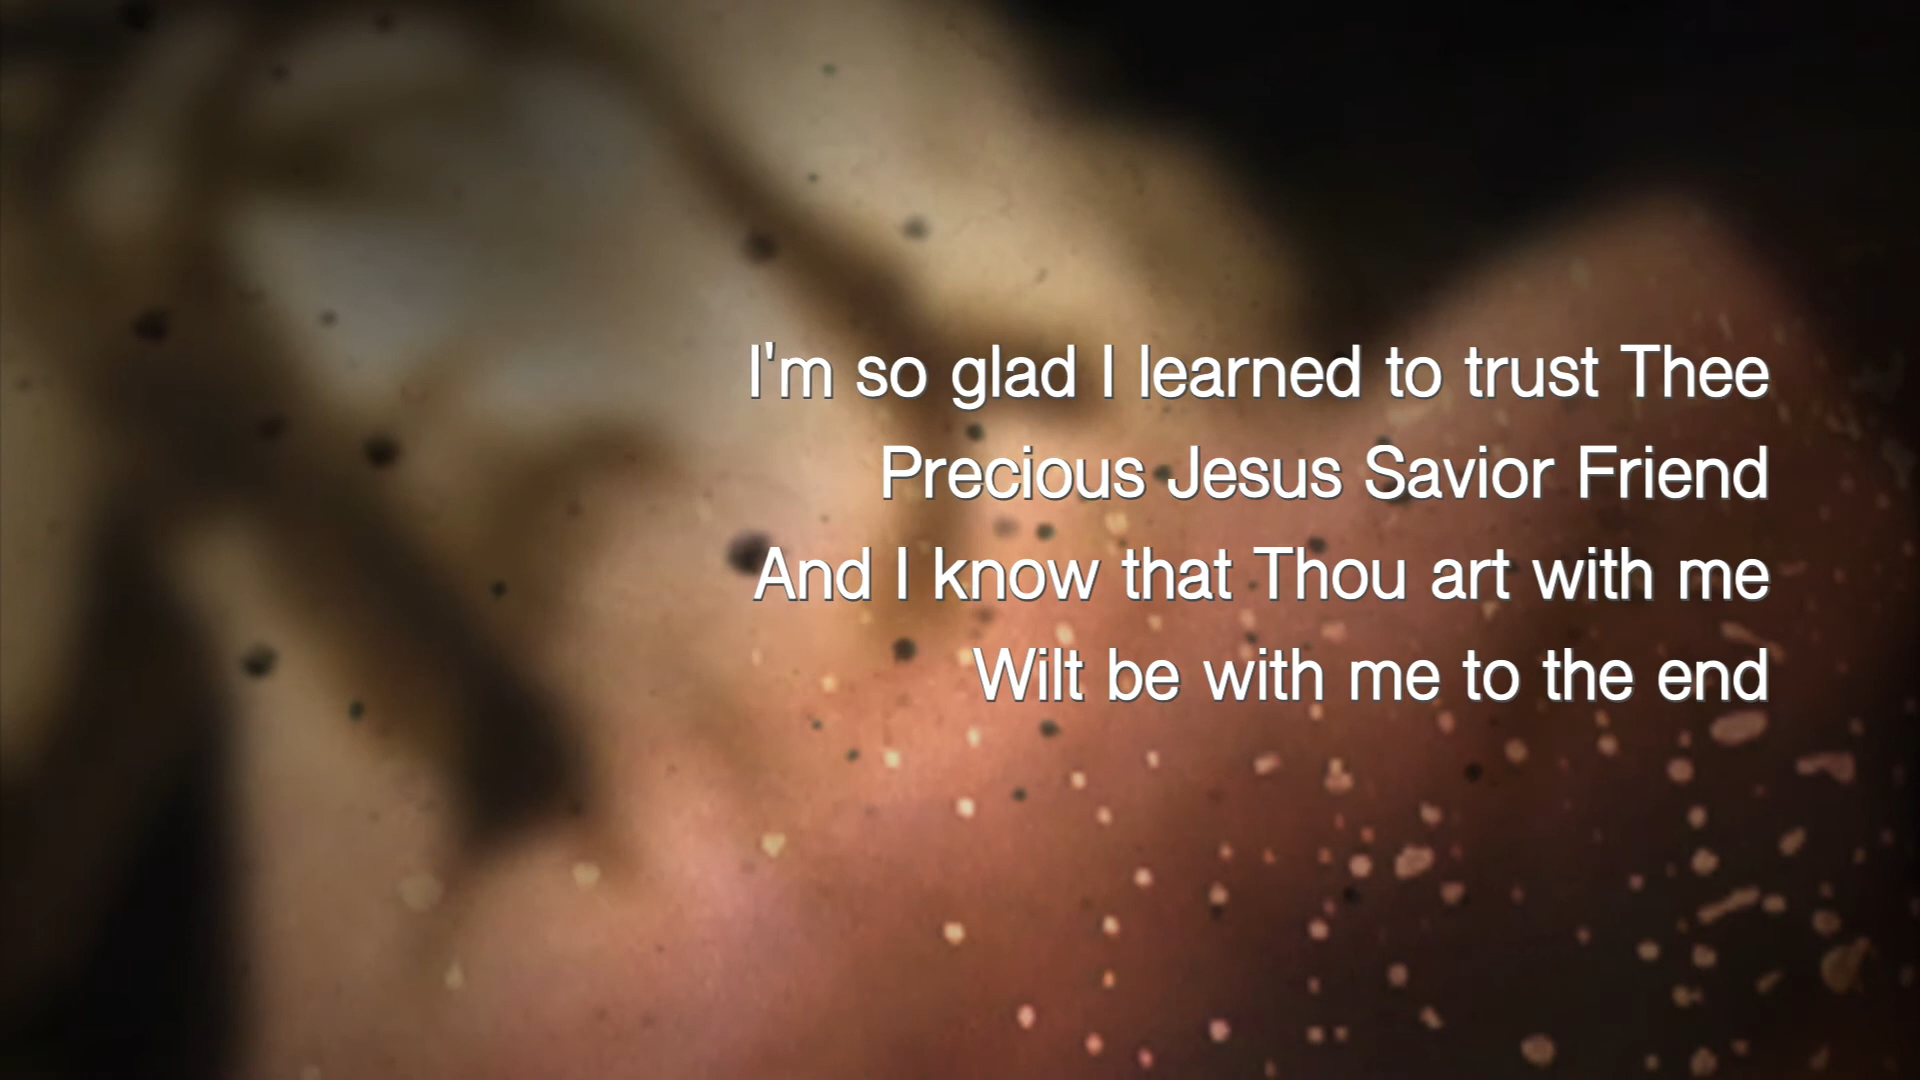 I'm so glad I learned to trust Thee
Precious Jesus Savior Friend
And I know that Thou art with me
Wilt be with me to the end